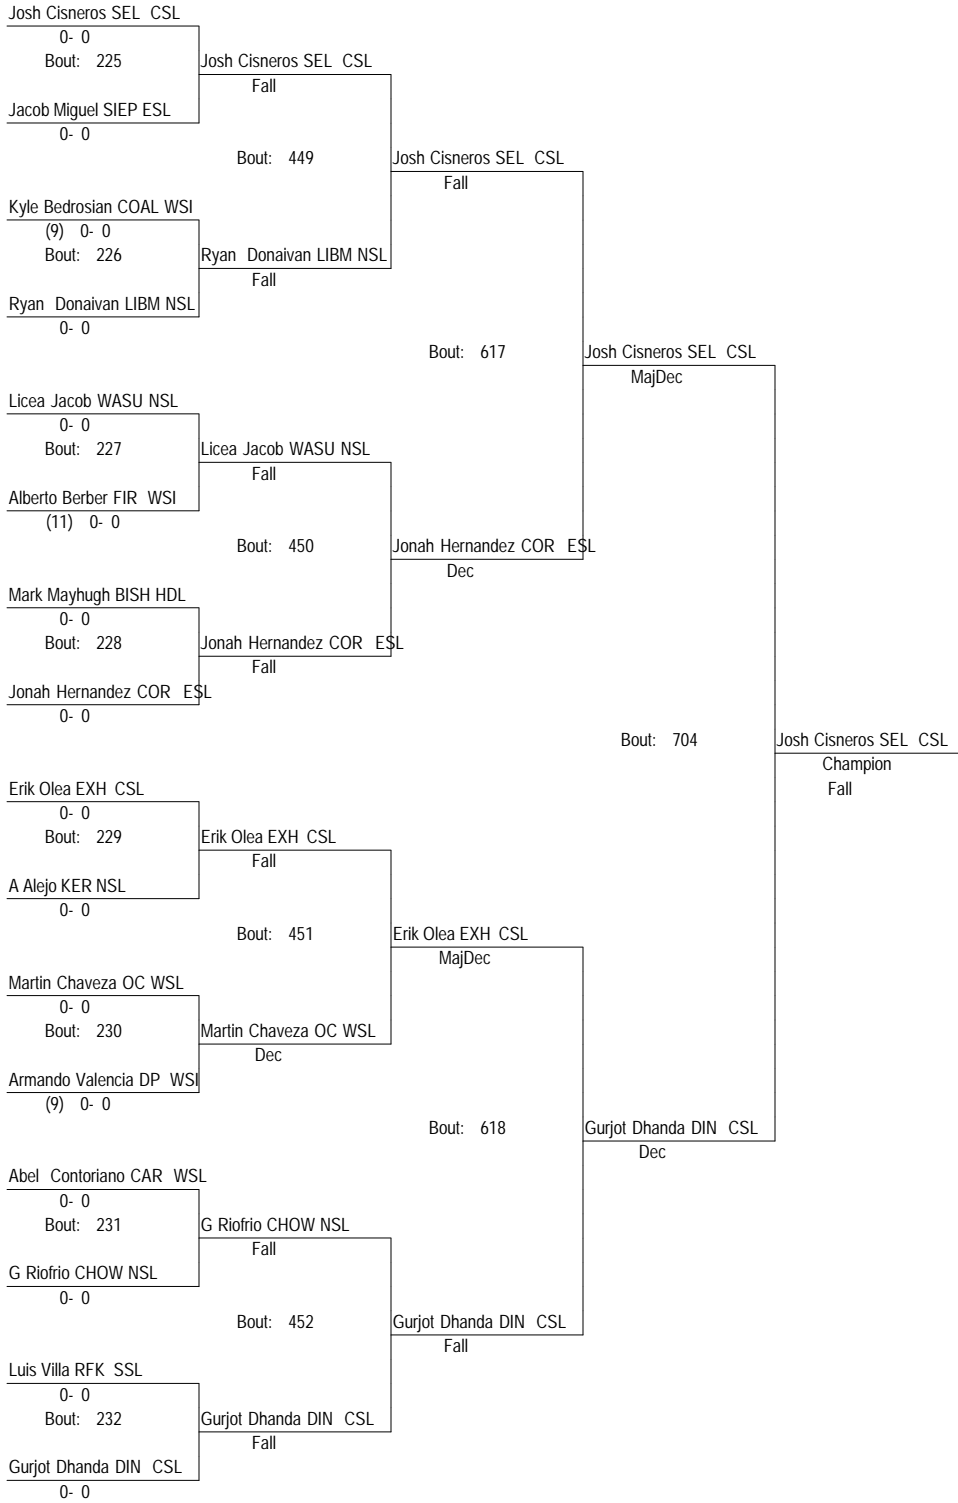 Josh Cisneros SEL CSL
0- 0
Bout: 225
Josh Cisneros SEL CSL
Fall
Jacob Miguel SIEP ESL
0- 0
Bout: 449
Josh Cisneros SEL CSL
Fall
Kyle Bedrosian COAL WSI
(9) 0- 0
Bout: 226
Ryan Donaivan LIBM NSL
Fall
Ryan Donaivan LIBM NSL
0- 0
Bout: 617
Josh Cisneros SEL CSL
MajDec
Licea Jacob WASU NSL
0- 0
Bout: 227
Licea Jacob WASU NSL
Fall
Alberto Berber FIR WSI
(11) 0- 0
Bout: 450
Jonah Hernandez COR ESL
Dec
Mark Mayhugh BISH HDL
0- 0
Bout: 228
Jonah Hernandez COR ESL
Fall
Jonah Hernandez COR ESL
0- 0
Bout: 704
Josh Cisneros SEL CSL
Champion
Fall
Erik Olea EXH CSL
0- 0
Bout: 229
Erik Olea EXH CSL
Fall
A Alejo KER NSL
0- 0
Bout: 451
Erik Olea EXH CSL
MajDec
Martin Chaveza OC WSL
0- 0
Bout: 230
Martin Chaveza OC WSL
Dec
Armando Valencia DP WSI
(9) 0- 0
Bout: 618
Gurjot Dhanda DIN CSL
Dec
Abel Contoriano CAR WSL
0- 0
Bout: 231
G Riofrio CHOW NSL
Fall
G Riofrio CHOW NSL
0- 0
Bout: 452
Gurjot Dhanda DIN CSL
Fall
Luis Villa RFK SSL
0- 0
Bout: 232
Gurjot Dhanda DIN CSL
Fall
Gurjot Dhanda DIN CSL
0- 0